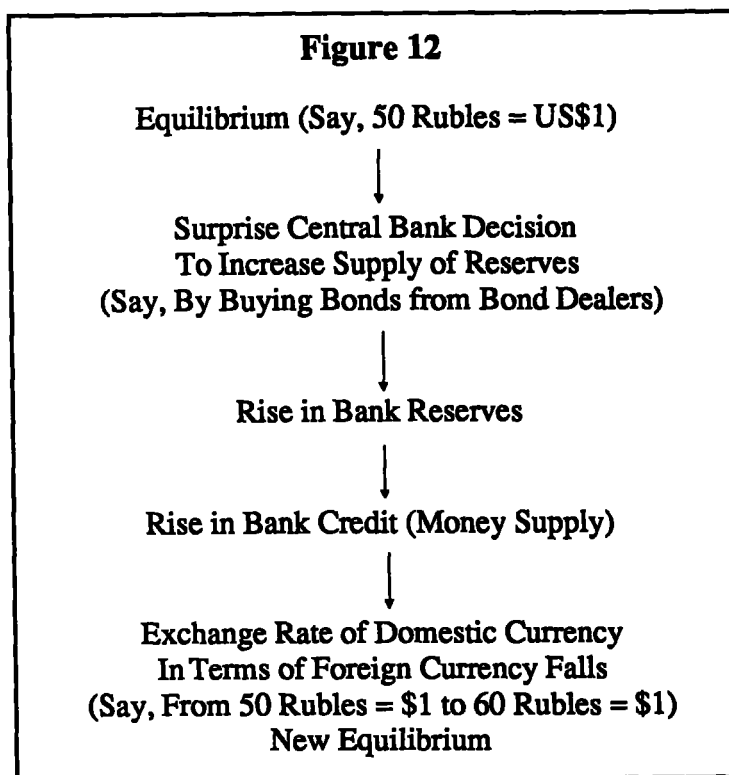 Figure 12
Equilibrium (Say, 50 Rubles = US$1)
Surprise Central Bank Decision
To Increase Supply of Reserves
(Say, By Buying Bonds from Bond Dealers)
Rise in Bank Reserves
Rise in Bank Credit (Money Supply)
Exchange Rate of Domestic Currency
In Terms of Foreign Currency Falls
(Say, From 50 Rubles = $1 to 60 Rubles = $1)
New Equilibrium